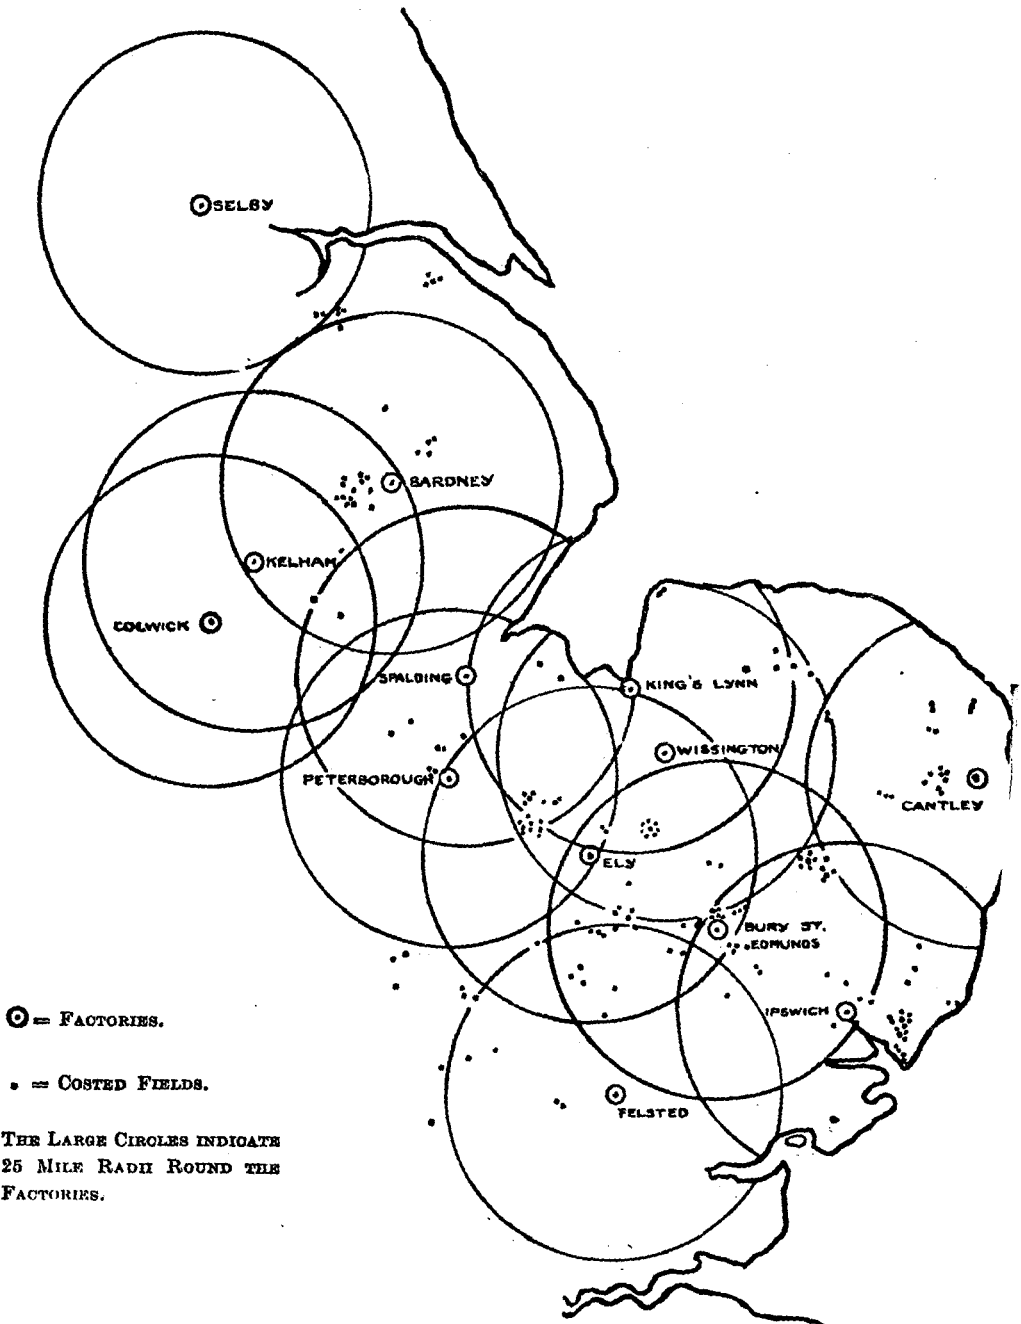 SELBY
BARDNEY
KELHAM
COLWICK
SPALDING
KING'S LYNN
WISSINGTON
PETERBOROUGH
CANTLEY
ELY
BURY ST.
EDMUNDS
IPSWICH
FELSTED
= FACTORIES.
= COSTED FIELDS.
THE LARGE CIRCLES INDICATE
25 MILE RADII ROUND THE
FACTORIES.